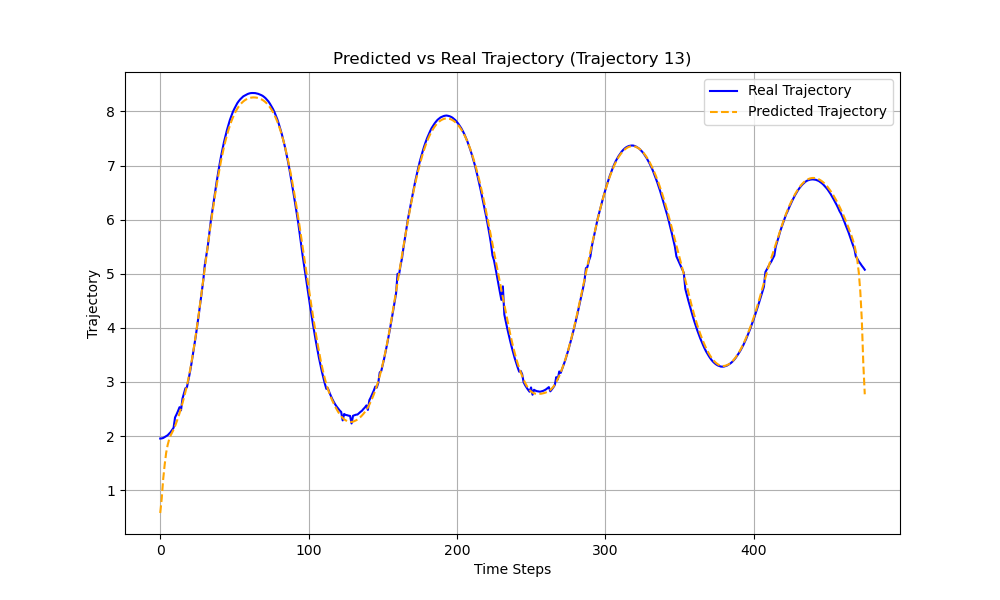 Predicted vs Real Trajectory (Trajectory 13)
Real Trajectory
Predicted Trajectory
8
7
6
5
4
3
2
1
Trajectory
0 100 200 300 400
Time Steps